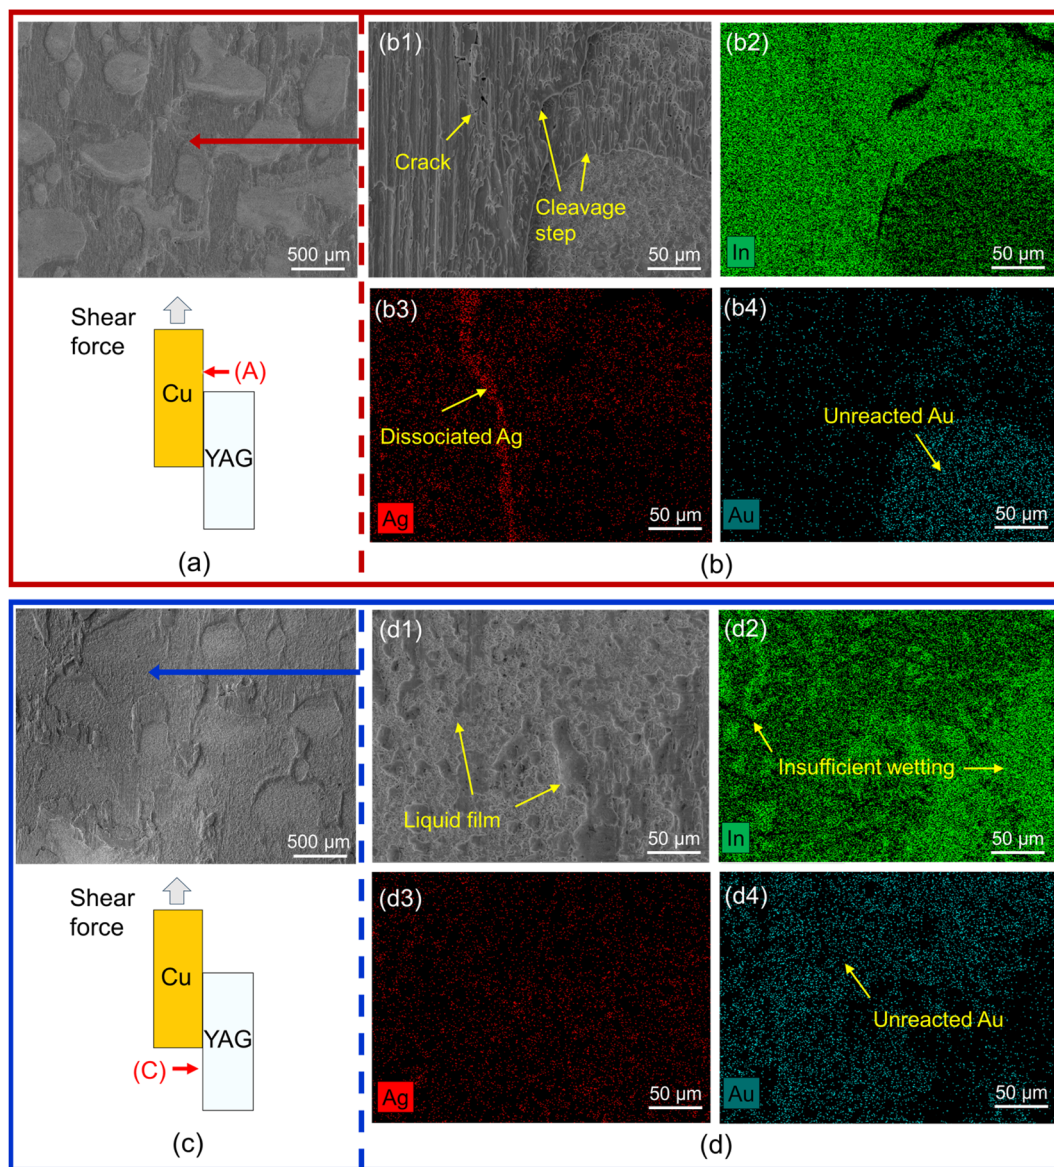 500 μm
Shear
force
Cu
(A)
YAG
(a)
(b1)
Crack
Cleavage
step
50 μm
(b2)
In
50 μm
(b3)
Dissociated Ag
Ag
50 μm
(b4)
Unreacted Au
Au
50 μm
(b)
500 μm
Shear
force
Cu
YAG
(C)
(c)
(d1)
Liquid film
50 μm
(d2)
Insufficient wetting
In
50 μm
(d3)
Ag
50 μm
(d4)
Unreacted Au
Au
50 μm
(d)